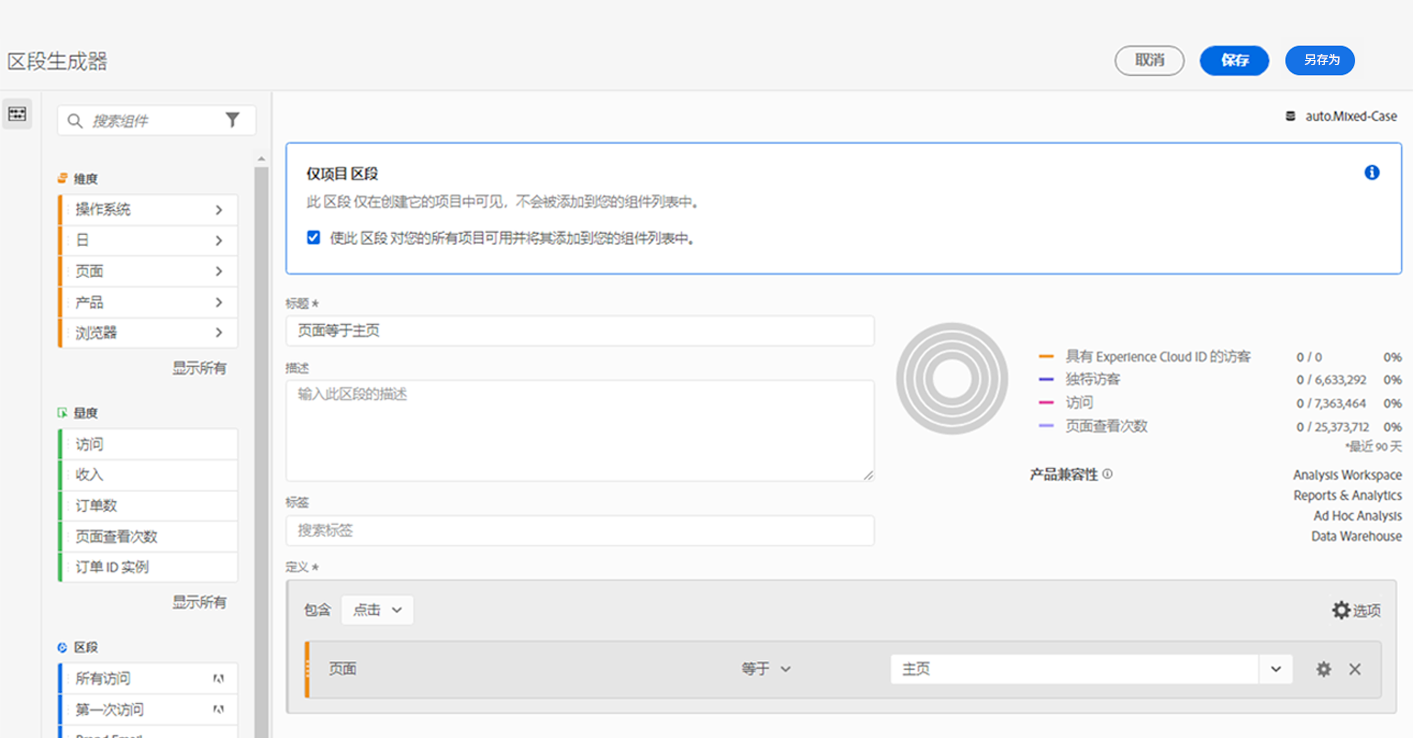 区段生成器
取消
保存
另存为
搜索组件
auto.Mixed-Case
维度
操作系统
日
页面
产品
浏览器
显示所有
量度
访问
收入
订单数
页面查看次数
订单 ID 实例
显示所有
区段
所有访问
第一次访问
仅项目 区段
此 区段 仅在创建它的项目中可见，不会被添加到您的组件列表中。
使此 区段 对您的所有项目可用并将其添加到您的组件列表中。
标题 *
页面等于主页
描述
输入此区段的描述
标签
搜索标签
具有 Experience Cloud ID 的访客 0 / 0 0%
独特访客 0 / 6,633,292 0%
访问 0 / 7,363,464 0%
页面查看次数 0 / 25,373,712 0%
*最近 90 天
产品兼容性 Analysis Workspace
Reports & Analytics
Ad Hoc Analysis
Data Warehouse
定义 *
包含 点击 选项
页面 等于 主页